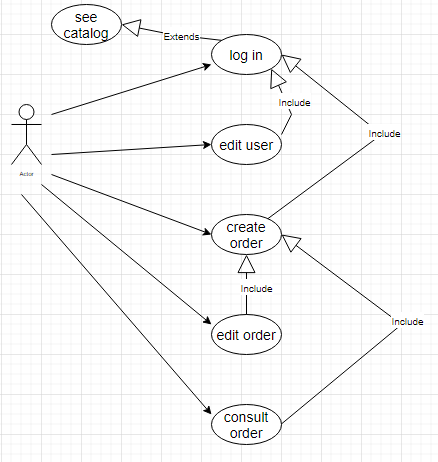 see
catalog
Extends
log in
Include
Include
edit user
Actor
create
order
Include
Include
edit order
consult
order